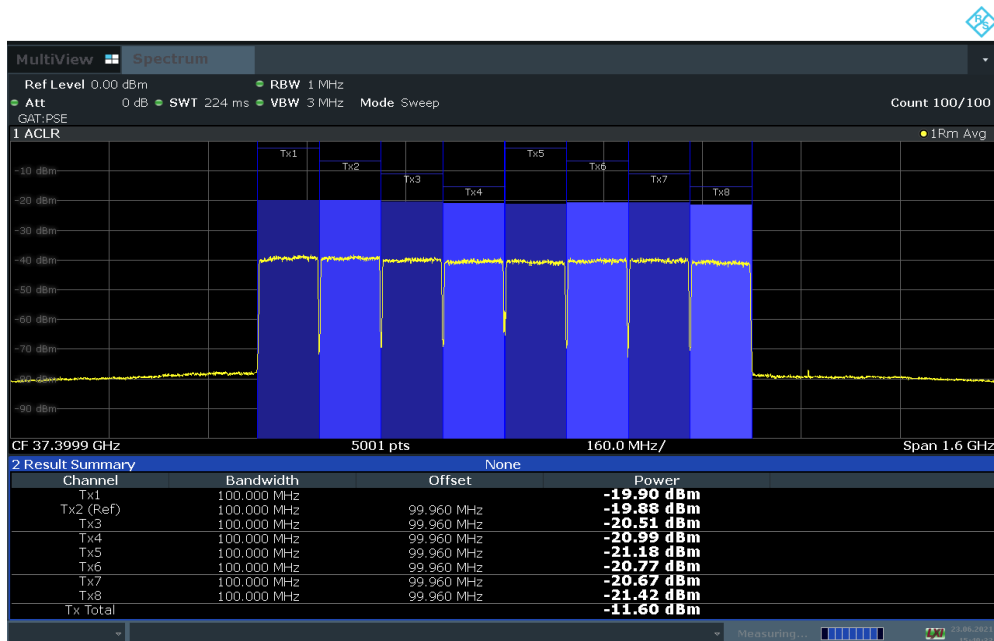 R&S
MultiView Spectrum
Ref Level 0.00 dBm RBW 1 MHz
Att 0 dB SWT 224 ms VBW 3 MHz Mode Sweep Count 100/100
GAT:PSE
1 ACLR 1Rm Avg
Tx1 Tx5
Tx2 Tx6
-10 dBm
Tx3 Tx7
Tx4 Tx8
-20 dBm
-30 dBm
-40 dBm
-50 dBm
-60 dBm
-70 dBm
-80 dBm
-90 dBm
CF 37.3999 GHz 5001 pts 160.0 MHz/ Span 1.6 GHz
2 Result Summary None
Channel Bandwidth Offset Power
Tx1 100.000 MHz -19.90 dBm
Tx2 (Ref) 100.000 MHz 99.960 MHz -19.88 dBm
Tx3 100.000 MHz 99.960 MHz -20.51 dBm
Tx4 100.000 MHz 99.960 MHz -20.99 dBm
Tx5 100.000 MHz 99.960 MHz -21.18 dBm
Tx6 100.000 MHz 99.960 MHz -20.77 dBm
Tx7 100.000 MHz 99.960 MHz -20.67 dBm
Tx8 100.000 MHz 99.960 MHz -21.42 dBm
Tx Total -11.60 dBm
Measuring... 23.06.2021